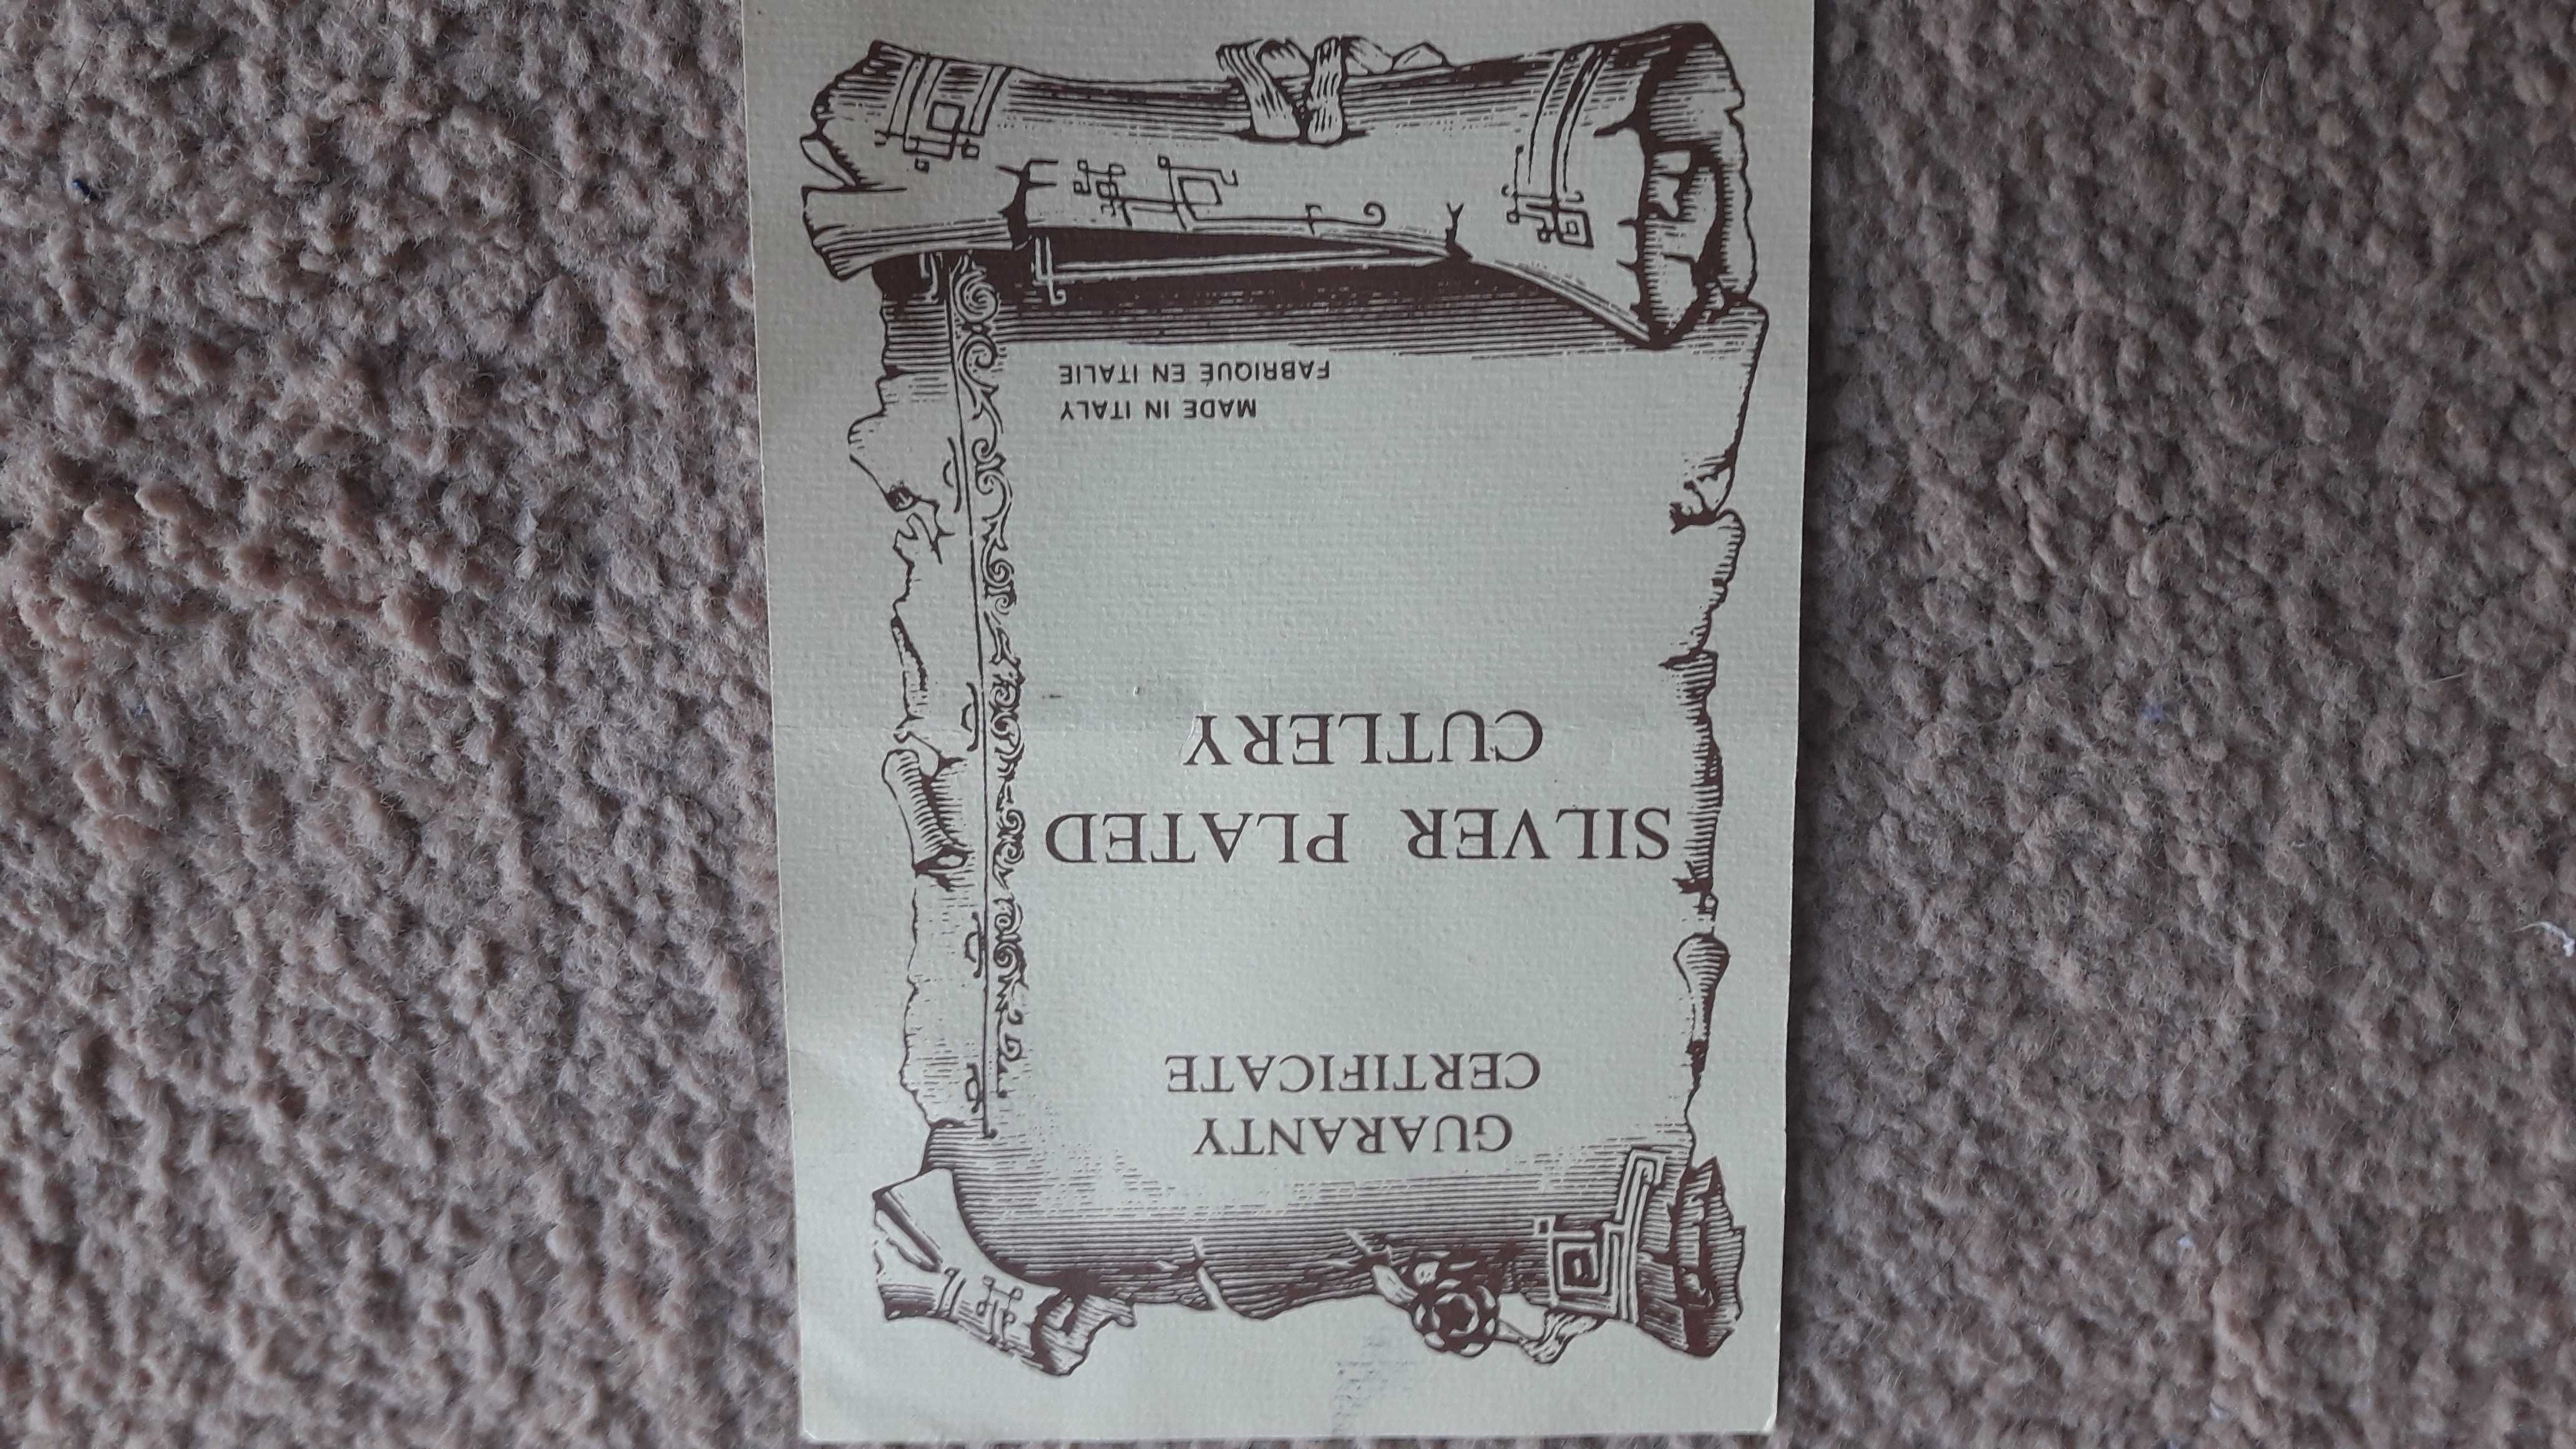 GUARANTY
CERTIFICATE
SILVER PLATED
CUTLERY
MADE IN ITALY
FABRIQUÉ EN ITALIE